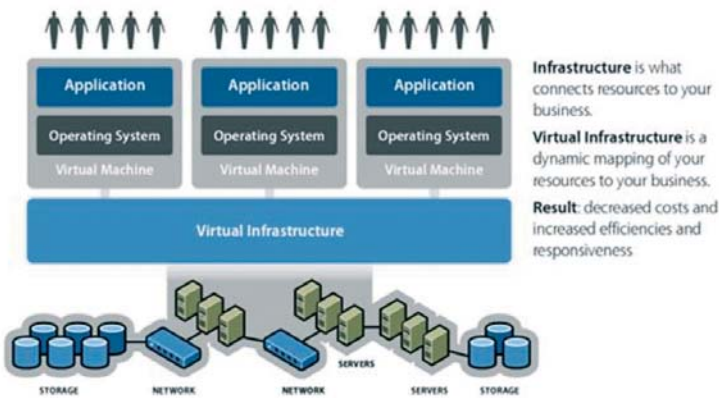 Application
Operating System
Virtual Machine
Application
Operating System
Virtual Machine
Application
Operating System
Virtual Machine
Virtual Infrastructure
STORAGE
NETWORK
NETWORK
SERVERS
SERVERS
STORAGE
Infrastructure is what
connects resources to your
business.
Virtual Infrastructure is a
dynamic mapping of your
resources to your business.
Result: decreased costs and
increased efficiencies and
responsiveness